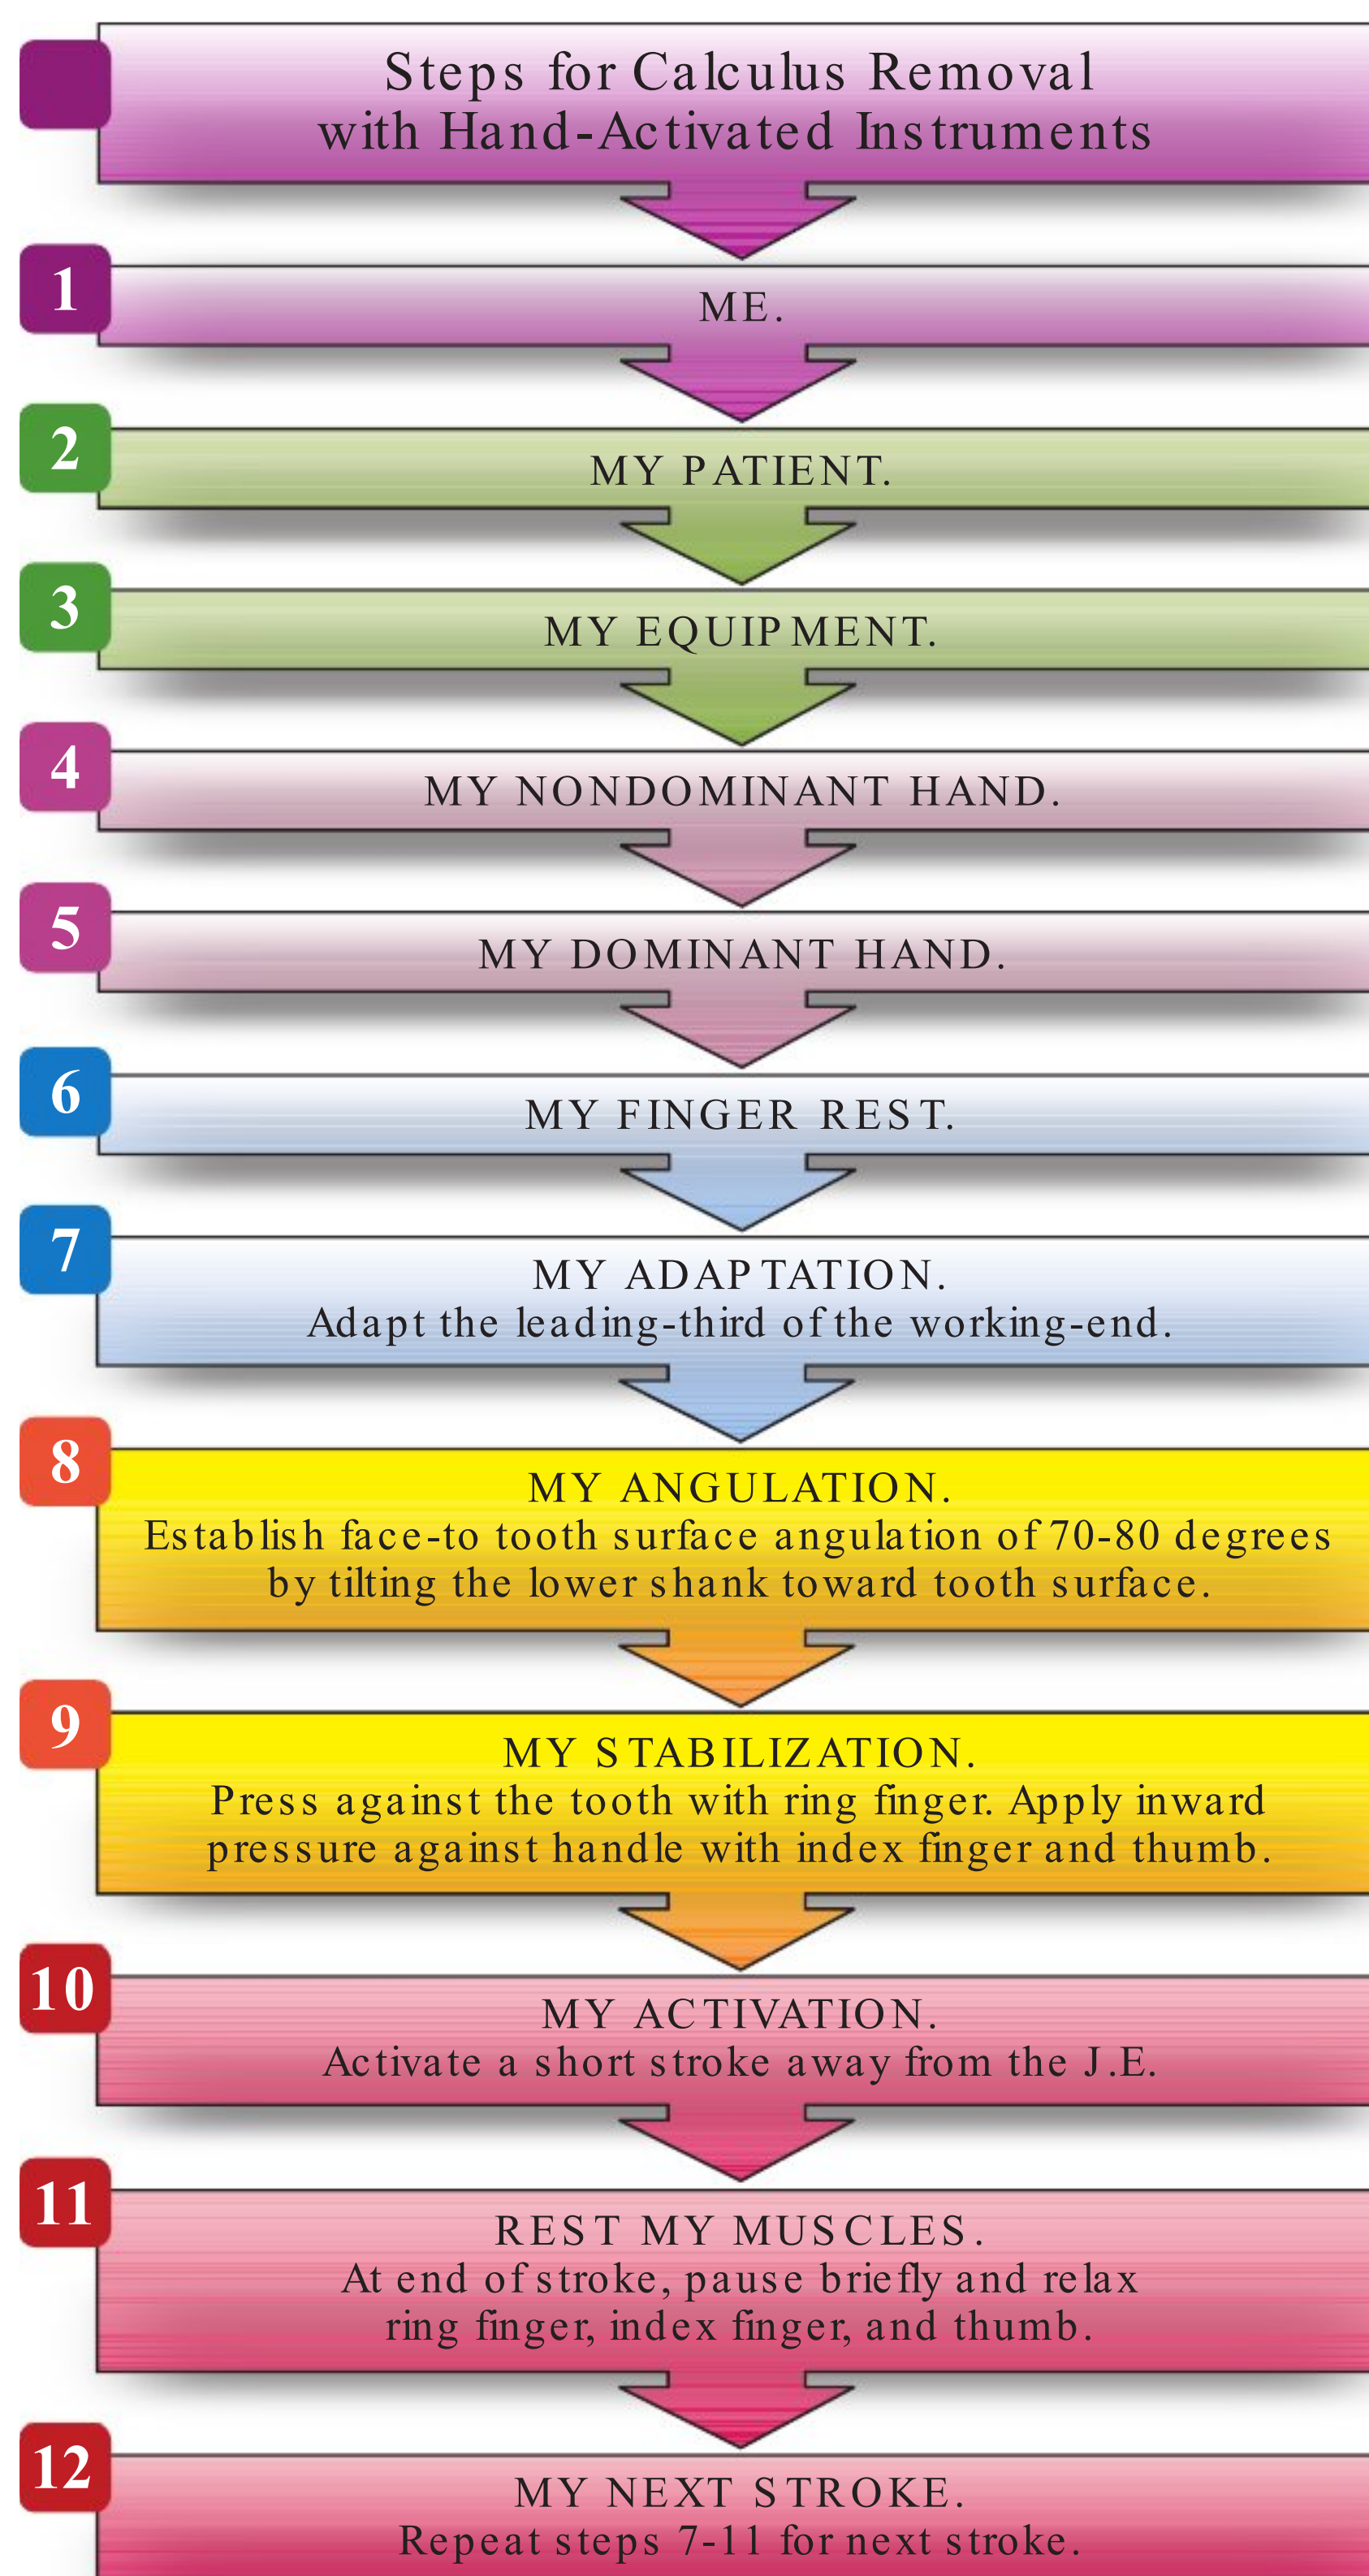 Steps for Calculus Removal
with Hand-Activated Instruments
1
ME.
2
MY PATIENT.
3
MY EQUIPMENT.
4
MY NONDOMINANT HAND.
5
MY DOMINANT HAND.
6
MY FINGER REST.
7
MY ADAPTATION.
Adapt the leading-third of the working-end.
8
MY ANGULATION.
Establish face-to tooth surface angulation of 70-80 degrees
by tilting the lower shank toward tooth surface.
9
MY STABILIZATION.
Press against the tooth with ring finger. Apply inward
pressure against handle with index finger and thumb.
10
MY ACTIVATION.
Activate a short stroke away from the J.E.
11
REST MY MUSCLES.
At end of stroke, pause briefly and relax
ring finger, index finger, and thumb.
12
MY NEXT STROKE.
Repeat steps 7-11 for next stroke.